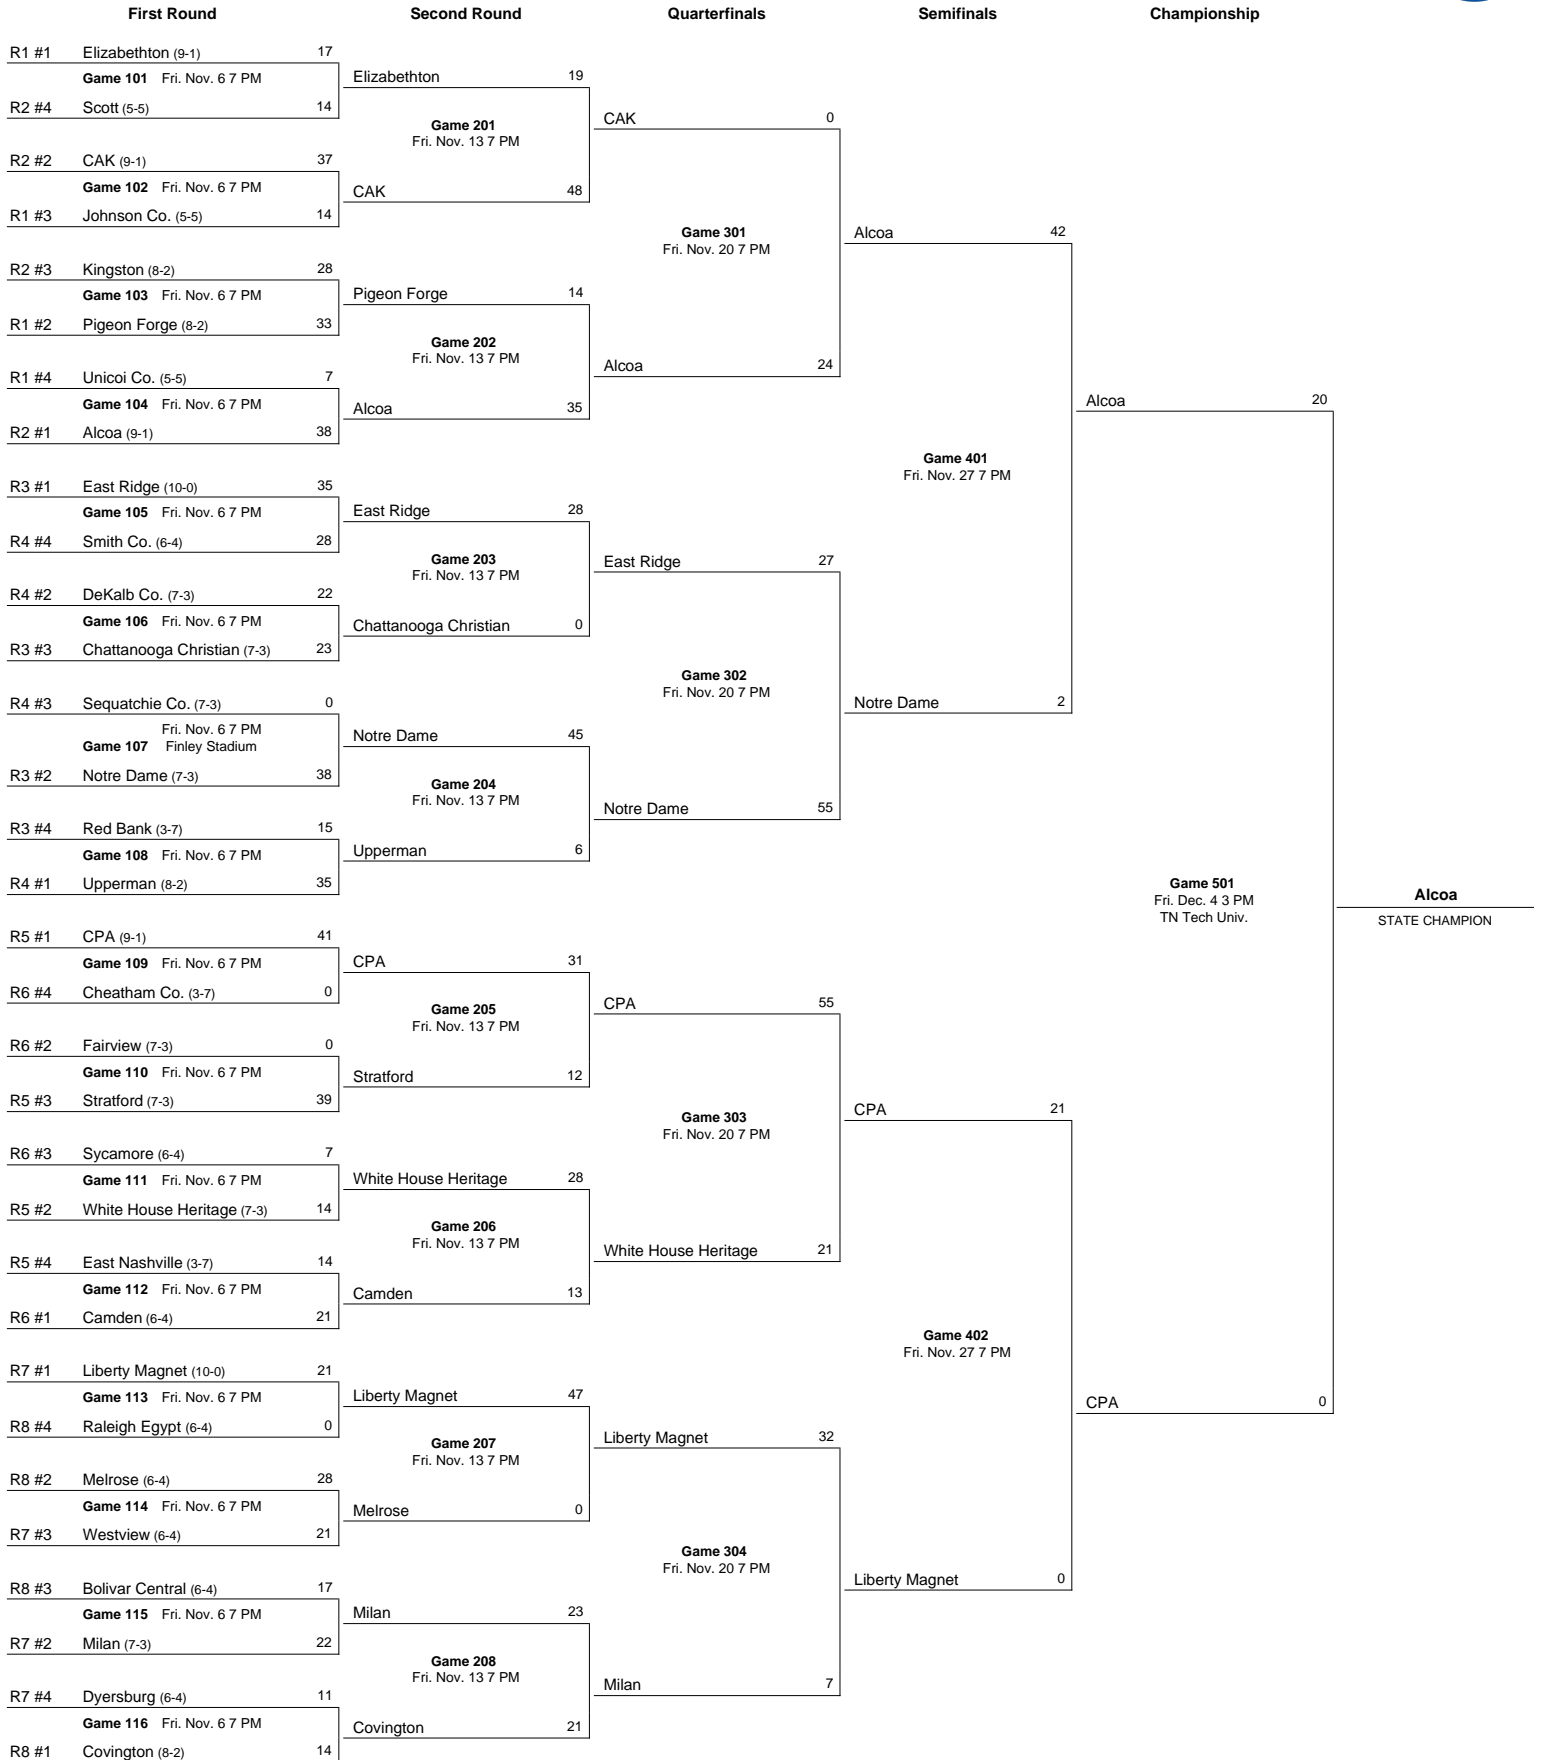 First Round Second Round Quarterfinals Semifinals Championship
R1 #1 Elizabethton (9-1) 17
Game 101 Fri. Nov. 6 7 PM
R2 #4 Scott (5-5) 14
R2 #2 CAK (9-1) 37
Game 102 Fri. Nov. 6 7 PM
R1 #3 Johnson Co. (5-5) 14
R2 #3 Kingston (8-2) 28
Game 103 Fri. Nov. 6 7 PM
R1 #2 Pigeon Forge (8-2) 33
R1 #4 Unicoi Co. (5-5) 7
Game 104 Fri. Nov. 6 7 PM
R2 #1 Alcoa (9-1) 38
R3 #1 East Ridge (10-0) 35
Game 105 Fri. Nov. 6 7 PM
R4 #4 Smith Co. (6-4) 28
R4 #2 DeKalb Co. (7-3) 22
Game 106 Fri. Nov. 6 7 PM
R3 #3 Chattanooga Christian (7-3) 23
R4 #3 Sequatchie Co. (7-3) 0
Fri. Nov. 6 7 PM
Game 107 Finley Stadium
R3 #2 Notre Dame (7-3) 38
R3 #4 Red Bank (3-7) 15
Game 108 Fri. Nov. 6 7 PM
R4 #1 Upperman (8-2) 35
R5 #1 CPA (9-1) 41
Game 109 Fri. Nov. 6 7 PM
R6 #4 Cheatham Co. (3-7) 0
R6 #2 Fairview (7-3) 0
Game 110 Fri. Nov. 6 7 PM
R5 #3 Stratford (7-3) 39
R6 #3 Sycamore (6-4) 7
Game 111 Fri. Nov. 6 7 PM
R5 #2 White House Heritage (7-3) 14
R5 #4 East Nashville (3-7) 14
Game 112 Fri. Nov. 6 7 PM
R6 #1 Camden (6-4) 21
R7 #1 Liberty Magnet (10-0) 21
Game 113 Fri. Nov. 6 7 PM
R8 #4 Raleigh Egypt (6-4) 0
R8 #2 Melrose (6-4) 28
Game 114 Fri. Nov. 6 7 PM
R7 #3 Westview (6-4) 21
R8 #3 Bolivar Central (6-4) 17
Game 115 Fri. Nov. 6 7 PM
R7 #2 Milan (7-3) 22
R7 #4 Dyersburg (6-4) 11
Game 116 Fri. Nov. 6 7 PM
R8 #1 Covington (8-2) 14
Elizabethton 19
Game 201
Fri. Nov. 13 7 PM
CAK 48
Pigeon Forge 14
Game 202
Fri. Nov. 13 7 PM
Alcoa 35
East Ridge 28
Game 203
Fri. Nov. 13 7 PM
Chattanooga Christian 0
Notre Dame 45
Game 204
Fri. Nov. 13 7 PM
Upperman 6
CPA 31
Game 205
Fri. Nov. 13 7 PM
Stratford 12
White House Heritage 28
Game 206
Fri. Nov. 13 7 PM
Camden 13
Liberty Magnet 47
Game 207
Fri. Nov. 13 7 PM
Melrose 0
Milan 23
Game 208
Fri. Nov. 13 7 PM
Covington 21
CAK 0
Game 301
Fri. Nov. 20 7 PM
Alcoa 24
East Ridge 27
Game 302
Fri. Nov. 20 7 PM
Notre Dame 55
CPA 55
Game 303
Fri. Nov. 20 7 PM
White House Heritage 21
Liberty Magnet 32
Game 304
Fri. Nov. 20 7 PM
Milan 7
Alcoa 42
Game 401
Fri. Nov. 27 7 PM
Notre Dame 2
CPA 21
Game 402
Fri. Nov. 27 7 PM
Liberty Magnet 0
Alcoa 20
Game 501
Fri. Dec. 4 3 PM
TN Tech Univ.
CPA 0
Alcoa
STATE CHAMPION